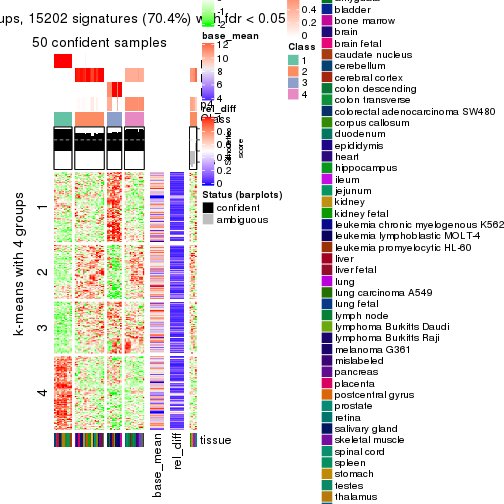 ups, 15202 signatures (70.4%) with fdr < 0.05
50 confident samples
k-means with 4 groups
1
2
3
4
base_mean
rel_diff
tissue
base_mean
12
10
8
6
4
rel_diff
0
Status (barplots)
confident
ambiguous
score
0.4
0.2
0
Class
1
2
3
4
bladder
bone marrow
brain
brain fetal
caudate nucleus
cerebellum
cerebral cortex
colon descending
colon transverse
colorectal adenocarcinoma SW480
corpus callosum
duodenum
epididymis
heart
hippocampus
ileum
jejunum
kidney
kidney fetal
leukemia chronic myelogenous K562
leukemia lymphoblastic MOLT-4
leukemia promyelocytic HL-60
liver
liver fetal
lung
lung carcinoma A549
lung fetal
lymph node
lymphoma Burkitts Daudi
lymphoma Burkitts Raji
melanoma G361
mislabeled
pancreas
placenta
postcentral gyrus
prostate
retina
salivary gland
skeletal muscle
spinal cord
spleen
stomach
testes
thalamus